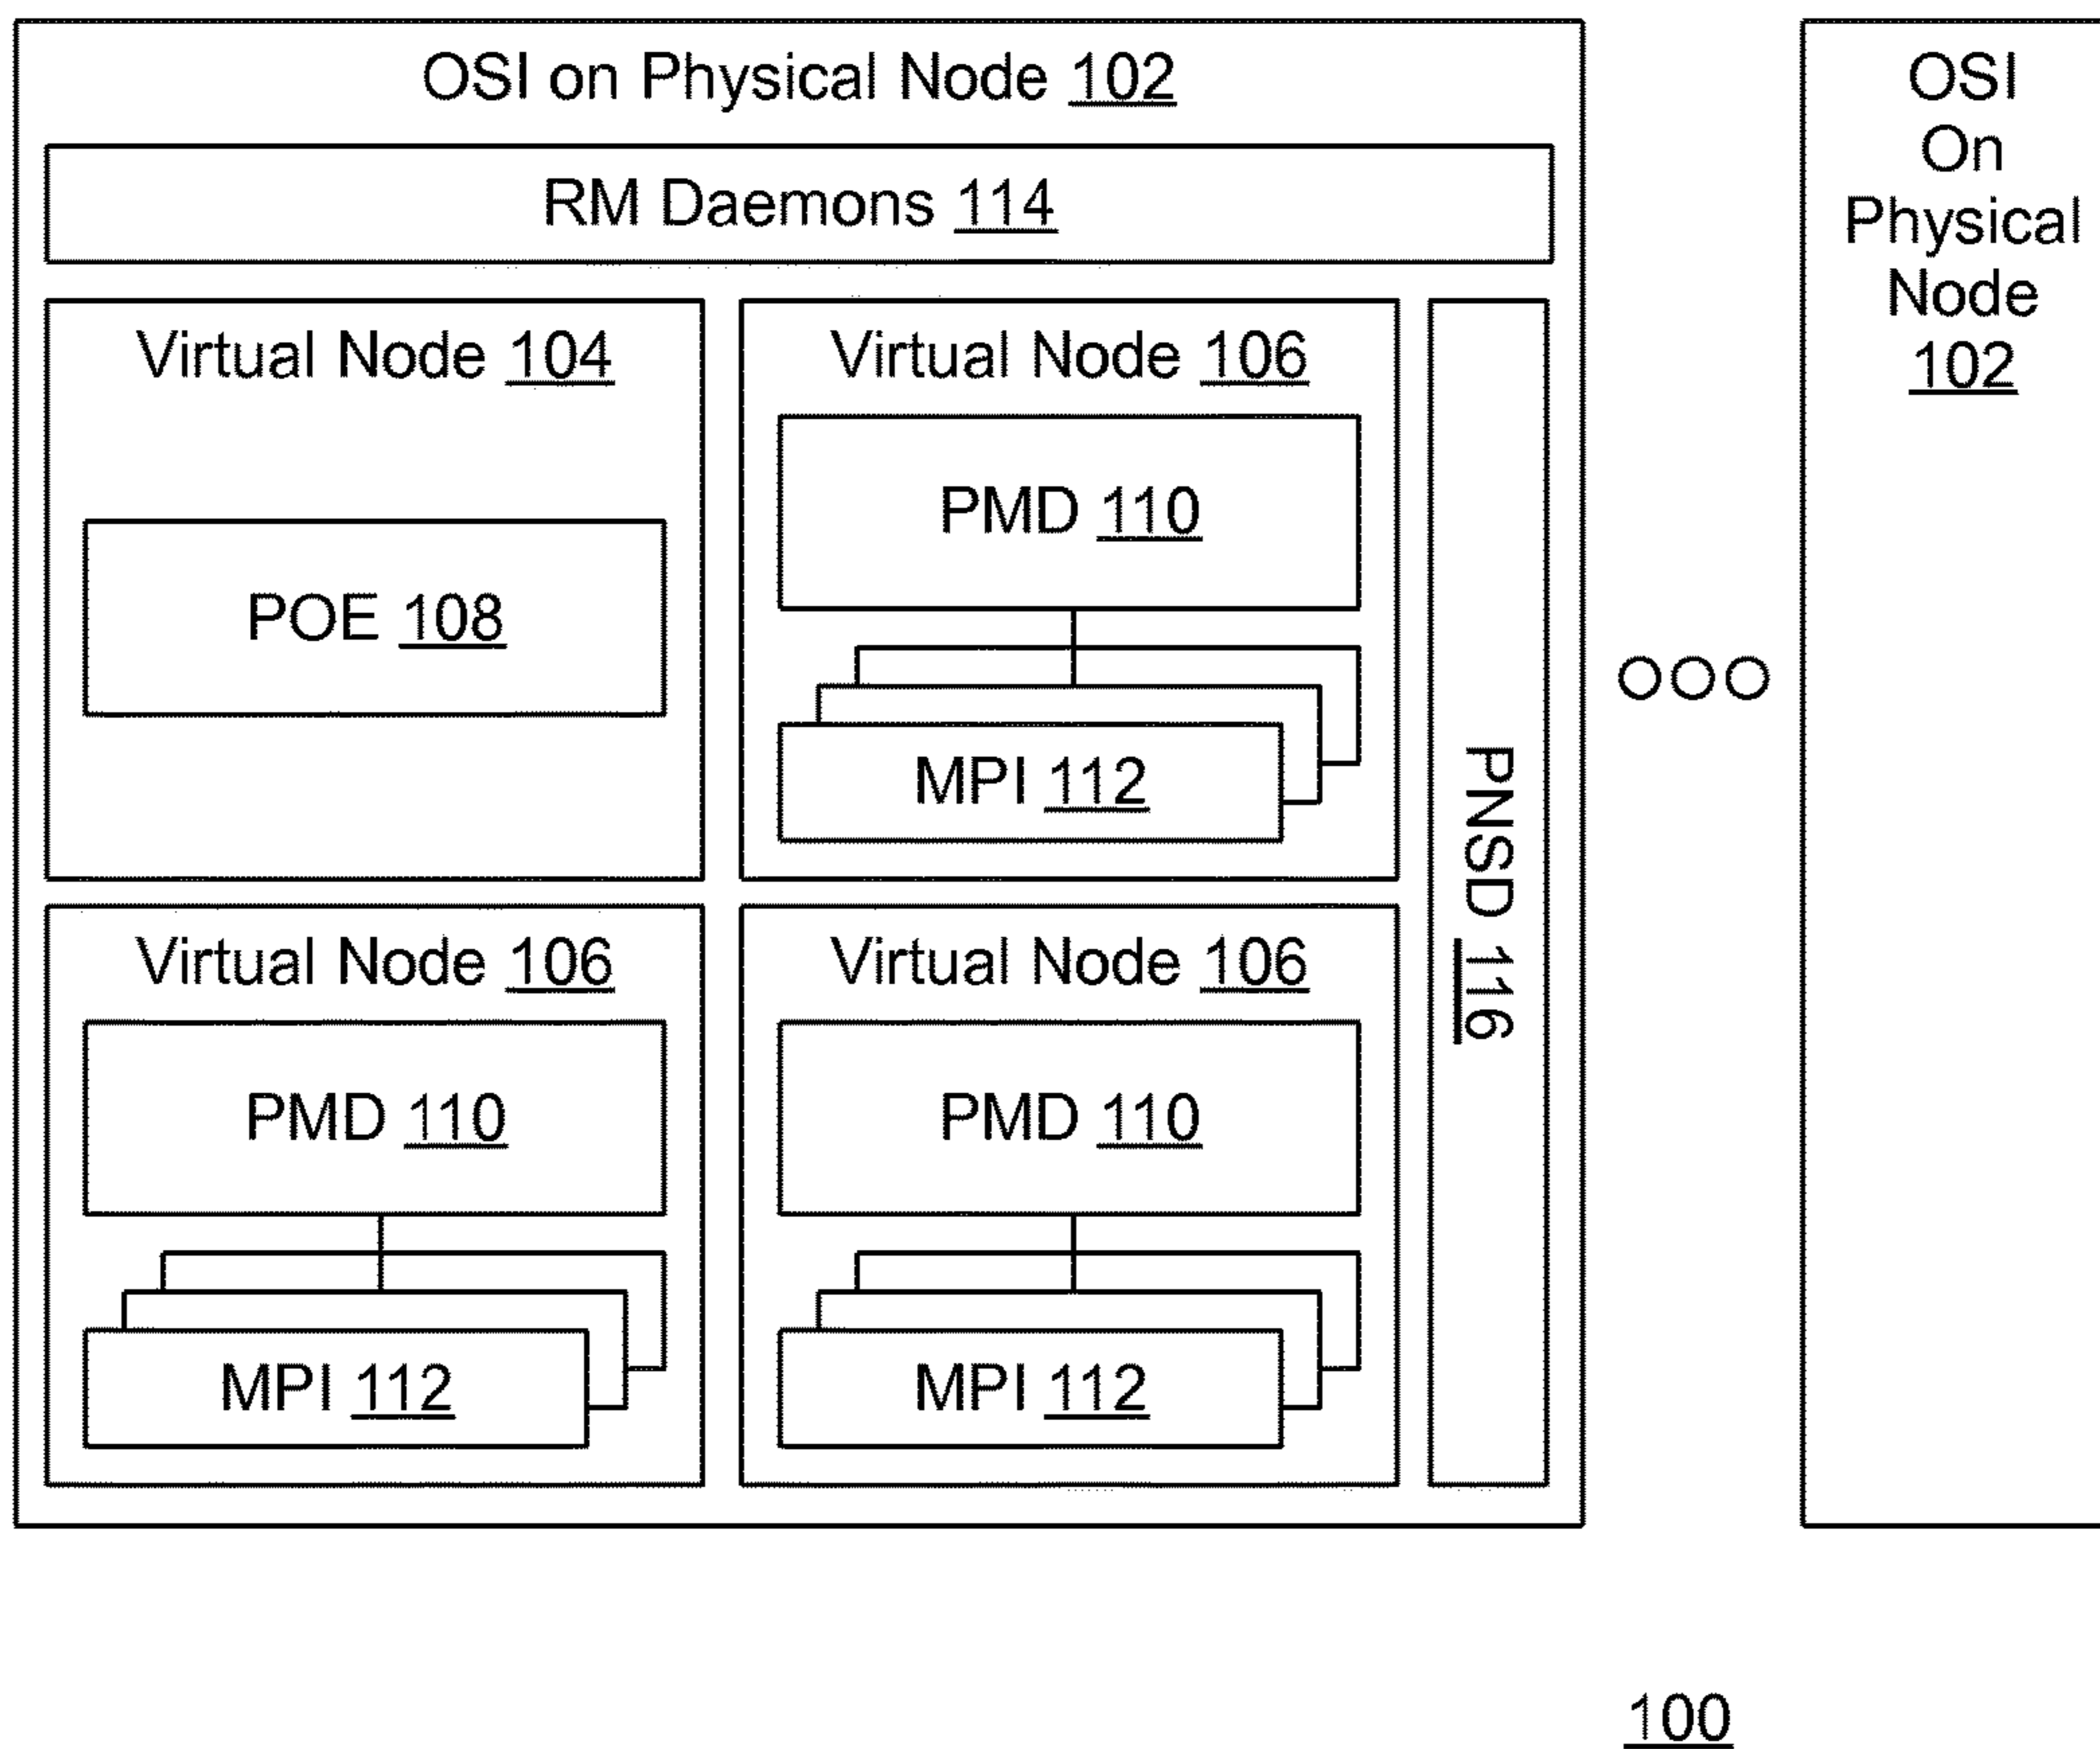 OSI on Physical Node 102
RM Daemons 114
Virtual Node 104
POE 108
Virtual Node 106
PMD 110
MPI 112
Virtual Node 106
PMD 110
MPI 112
Virtual Node 106
PMD 110
MPI 112
PNSD 116
OSI
On
Physical
Node
102
100